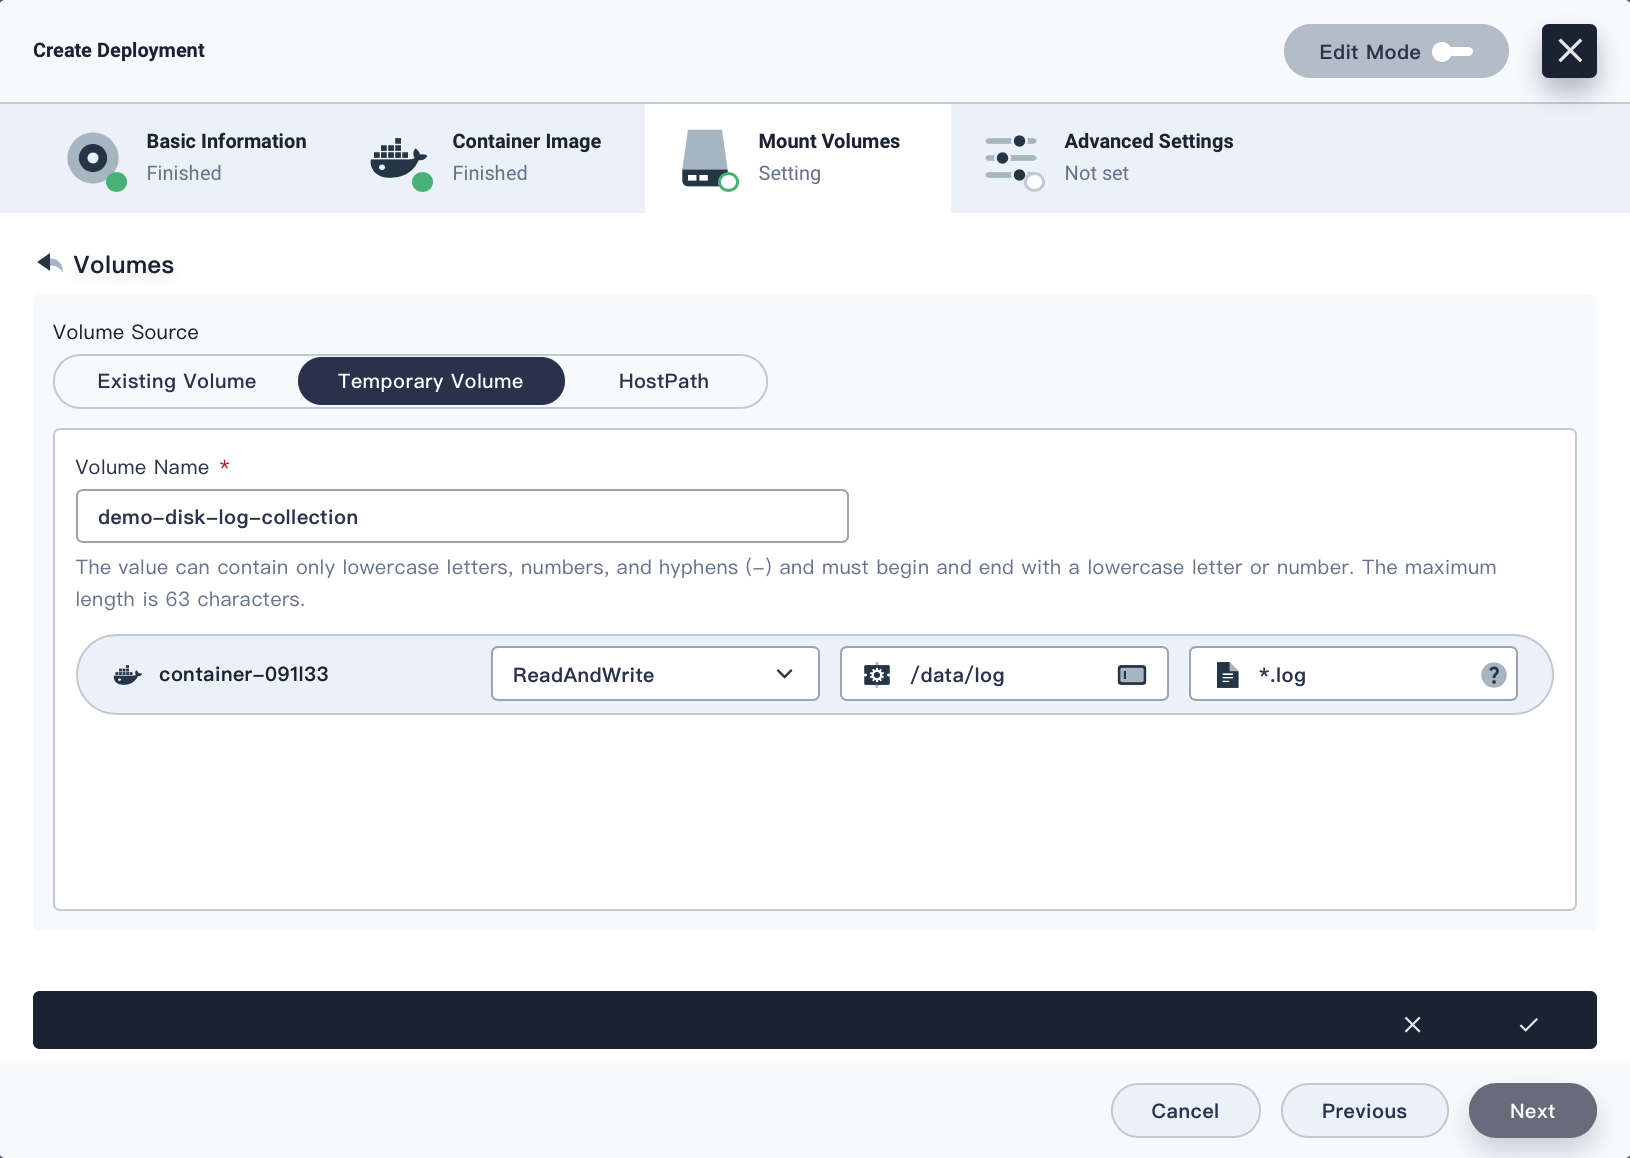 Create Deployment
Edit Mode
Basic Information
Finished
Container Image
Finished
Mount Volumes
Setting
Advanced Settings
Not set
Volumes
Volume Source
Existing Volume
Temporary Volume
HostPath
Volume Name *
demo-disk-log-collection
The value can contain only lowercase letters, numbers, and hyphens (-) and must begin and end with a lowercase letter or number. The maximum
length is 63 characters.
container-091l33
ReadAndWrite
/data/log
*.log
?
Cancel
Previous
Next